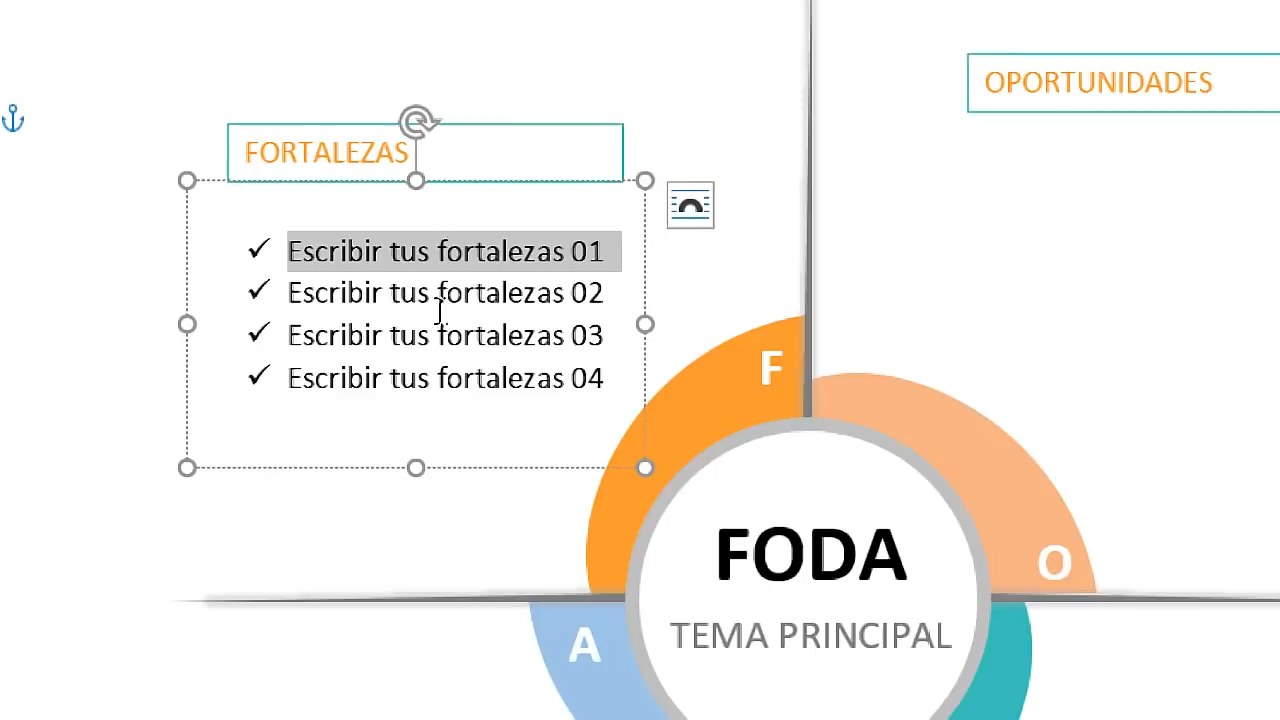 OPORTUNIDADES
FORTALEZAS
✓ Escribir tus fortalezas 01
✓ Escribir tus fortalezas 02
✓ Escribir tus fortalezas 03
✓ Escribir tus fortalezas 04
F
O
FODA
TEMA PRINCIPAL
A